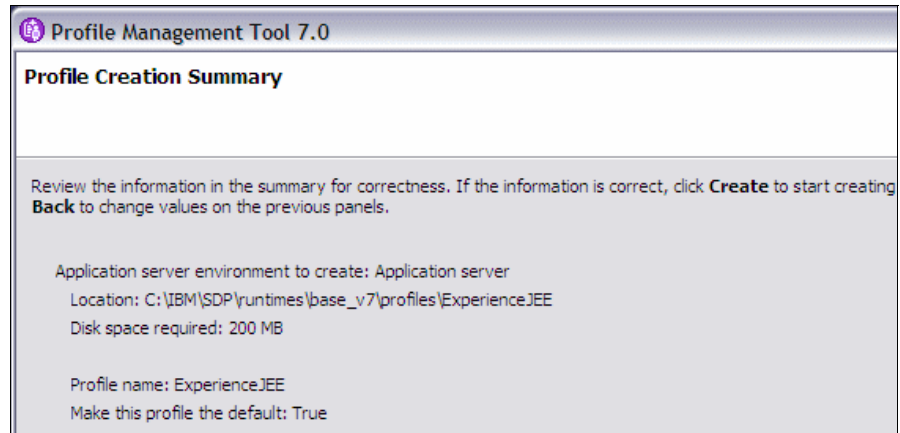 Profile Management Tool 7.0
Profile Creation Summary
Review the information in the summary for correctness. If the information is correct, click Create to start creating
Back to change values on the previous panels.
Application server environment to create: Application server
Location: C:\IBM\SDP\runtimes\base_v7\profiles\ExperienceJEE
Disk space required: 200 MB
Profile name: ExperienceJEE
Make this profile the default: True